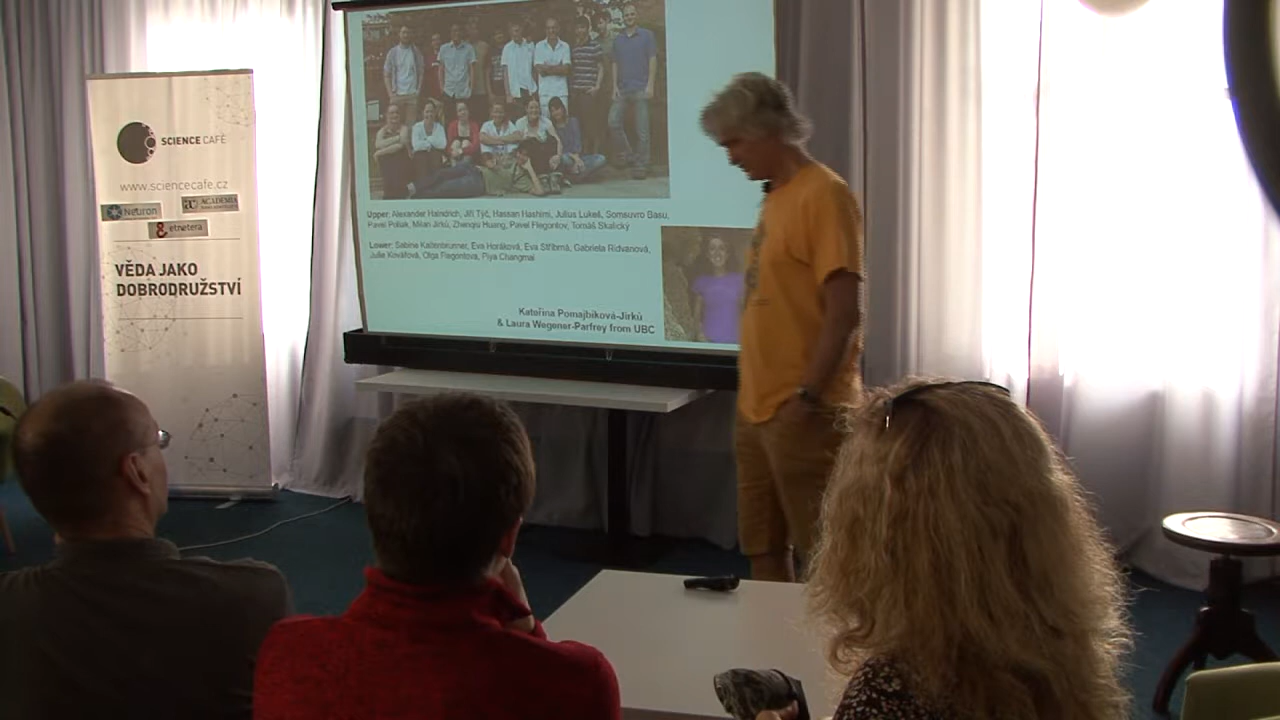 SCIENCE CAFÉ
www.sciencecafe.cz
NEURON
ACADEMIA
etnetera
VĚDA JAKO
DOBRODRUŽSTVÍ
Upper: Alexander Haindrich, Jiří Týč, Hassan Hashimi, Julius Lukeš, Somsuvro Basu,
Pavel Poliak, Milan Jirků, Zhenqiu Huang, Pavel Flegontov, Tomáš Skalický
Lower: Sabine Kaltenbrunner, Eva Horáková, Eva Stříbrná, Gabriela Ridvanová,
Julie Kovářová, Olga Flegontova, Piya Changmai
Kateřina Pomajbíková-Jirků
& Laura Wegener-Parfrey from UBC